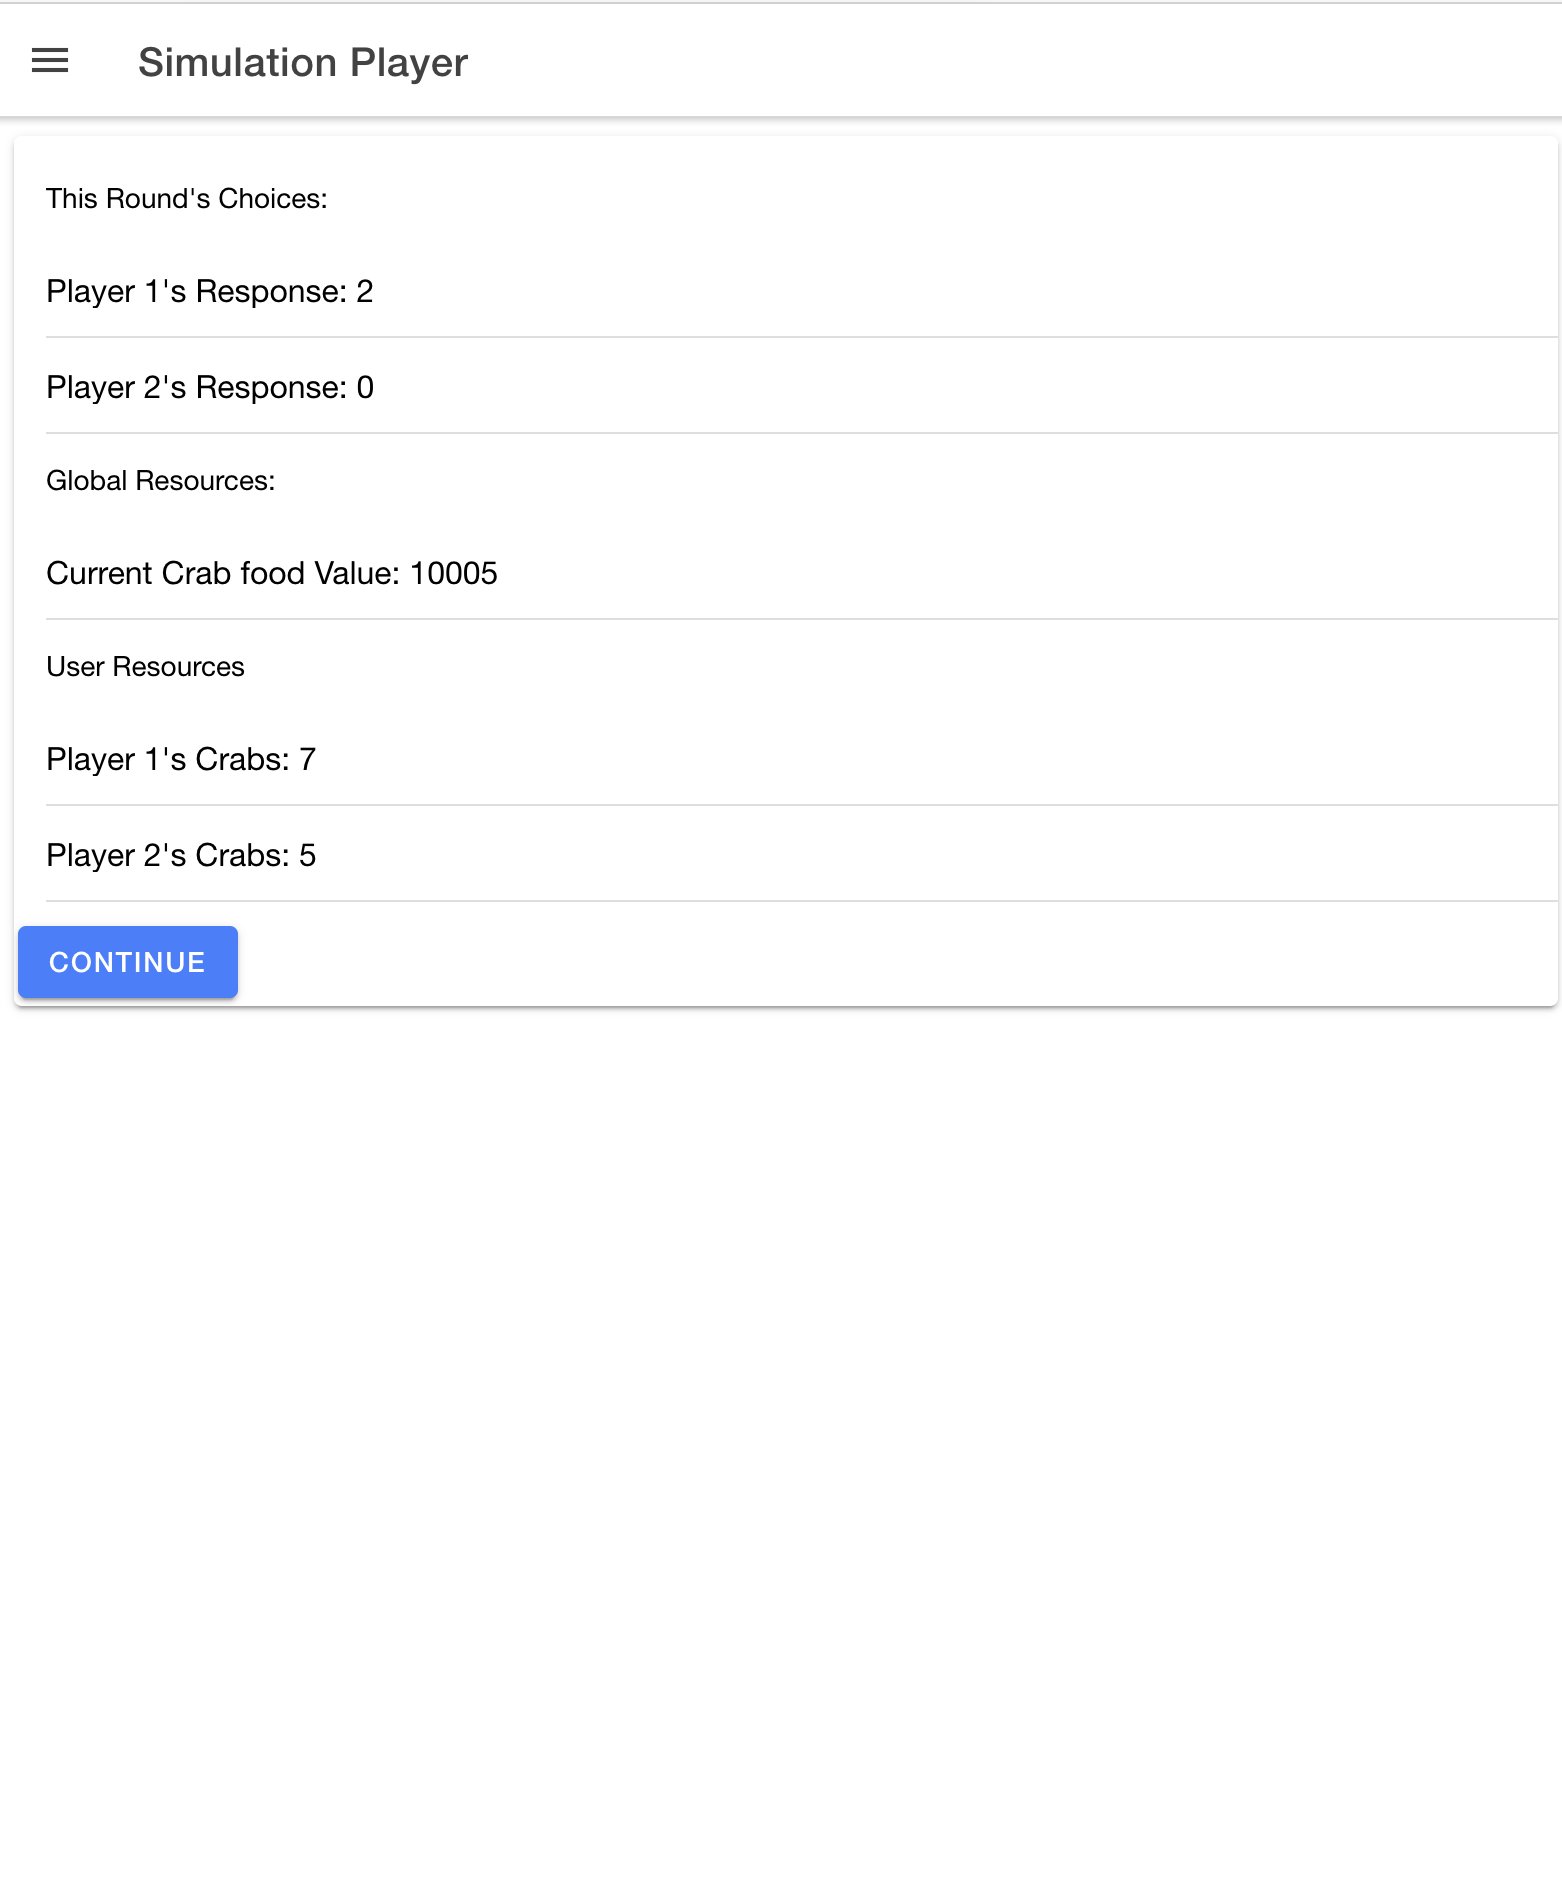 Simulation Player
This Round's Choices:
Player 1's Response: 2
Player 2's Response: 0
Global Resources:
Current Crab food Value: 10005
User Resources
Player 1's Crabs: 7
Player 2's Crabs: 5
CONTINUE